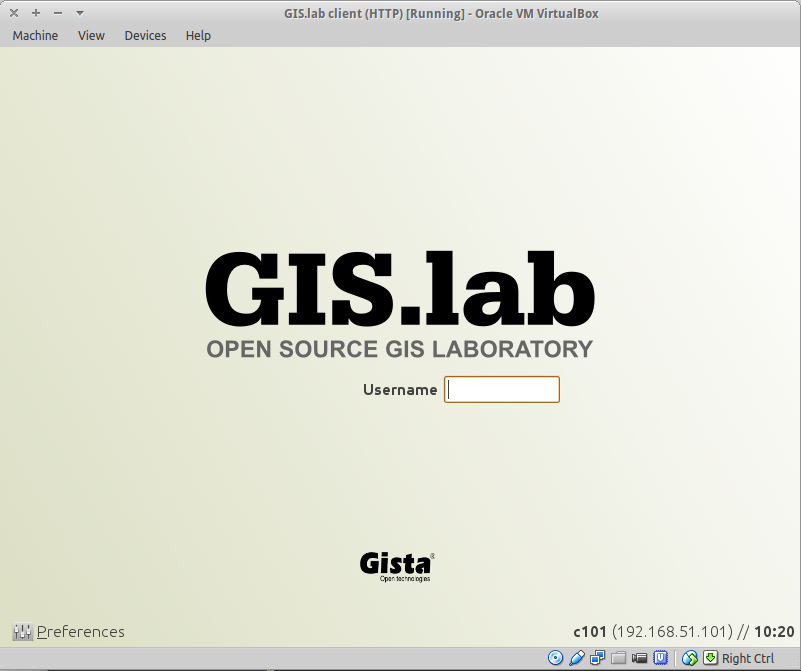 GIS.lab client (HTTP) [Running] - Oracle VM VirtualBox
Machine View Devices Help
GIS.lab
OPEN SOURCE GIS LABORATORY
Username
Gista®
Open technologies
Preferences c101 (192.168.51.101) // 10:20
Right Ctrl